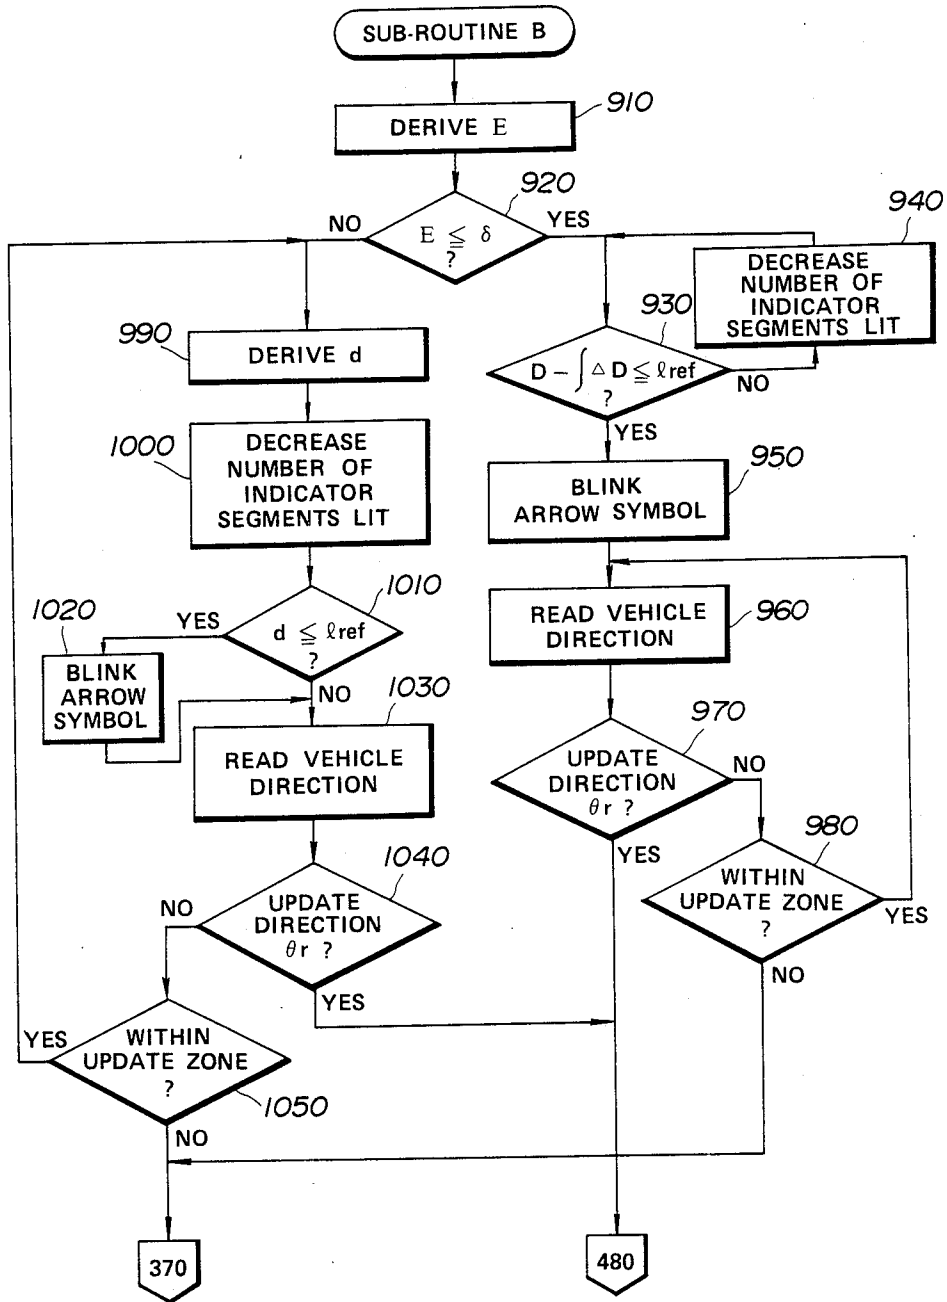 SUB-ROUTINE B
910
DERIVE E
920
NO
YES
E ≦ δ
?
940
DECREASE
NUMBER OF
INDICATOR
SEGMENTS LIT
990
DERIVE d
930
D − ∫ △ D ≦ ℓref
?
NO
YES
1000
DECREASE
NUMBER OF
INDICATOR
SEGMENTS LIT
950
BLINK
ARROW SYMBOL
1010
d ≦ ℓref
?
YES
NO
1020
BLINK
ARROW
SYMBOL
960
READ VEHICLE
DIRECTION
1030
READ VEHICLE
DIRECTION
970
UPDATE
DIRECTION
θr ?
NO
YES
980
WITHIN
UPDATE ZONE
?
YES
NO
1040
UPDATE
DIRECTION
θr ?
NO
YES
WITHIN
UPDATE ZONE
?
YES
1050
NO
370
480